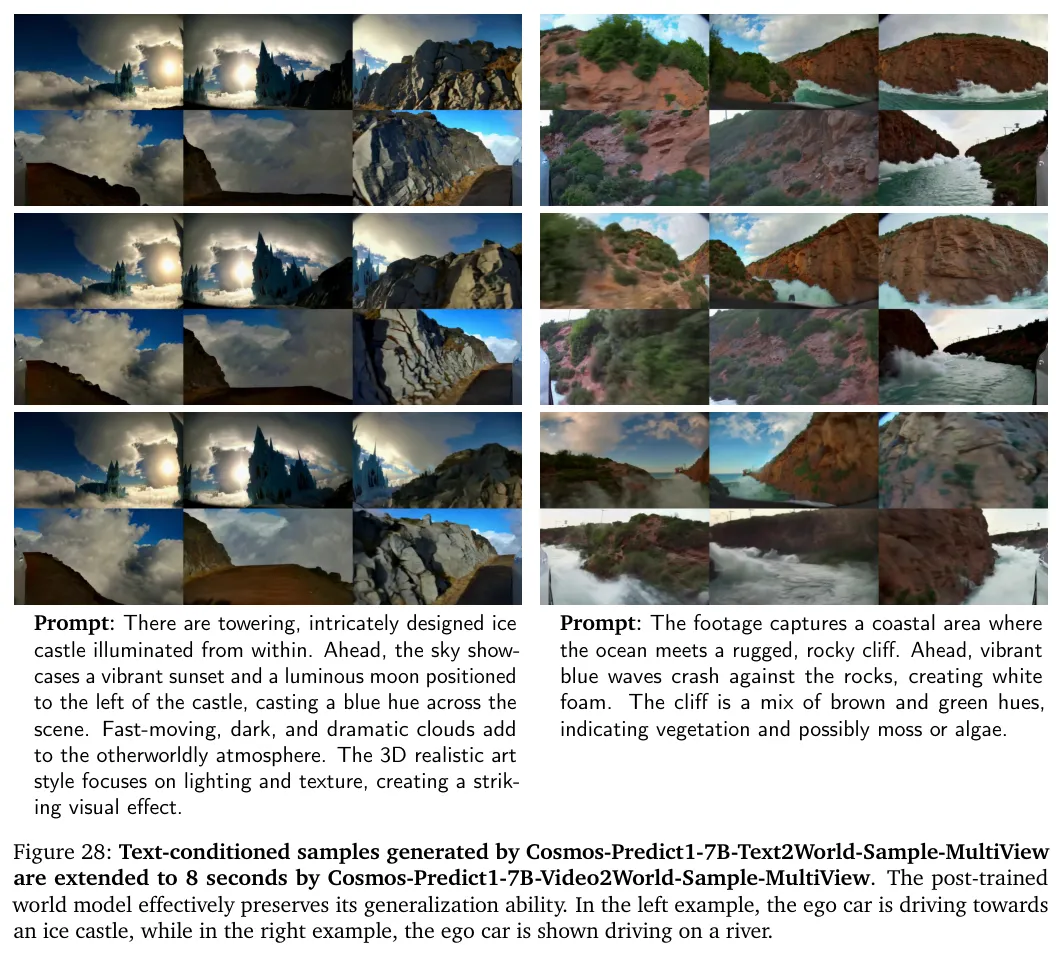 Prompt: There are towering, intricately designed ice
castle illuminated from within. Ahead, the sky show-
cases a vibrant sunset and a luminous moon positioned
to the left of the castle, casting a blue hue across the
scene. Fast-moving, dark, and dramatic clouds add
to the otherworldly atmosphere. The 3D realistic art
style focuses on lighting and texture, creating a strik-
ing visual effect.
Prompt: The footage captures a coastal area where
the ocean meets a rugged, rocky cliff. Ahead, vibrant
blue waves crash against the rocks, creating white
foam. The cliff is a mix of brown and green hues,
indicating vegetation and possibly moss or algae.
Figure 28: Text-conditioned samples generated by Cosmos-Predict1-7B-Text2World-Sample-MultiView
are extended to 8 seconds by Cosmos-Predict1-7B-Video2World-Sample-MultiView. The post-trained
world model effectively preserves its generalization ability. In the left example, the ego car is driving towards
an ice castle, while in the right example, the ego car is shown driving on a river.